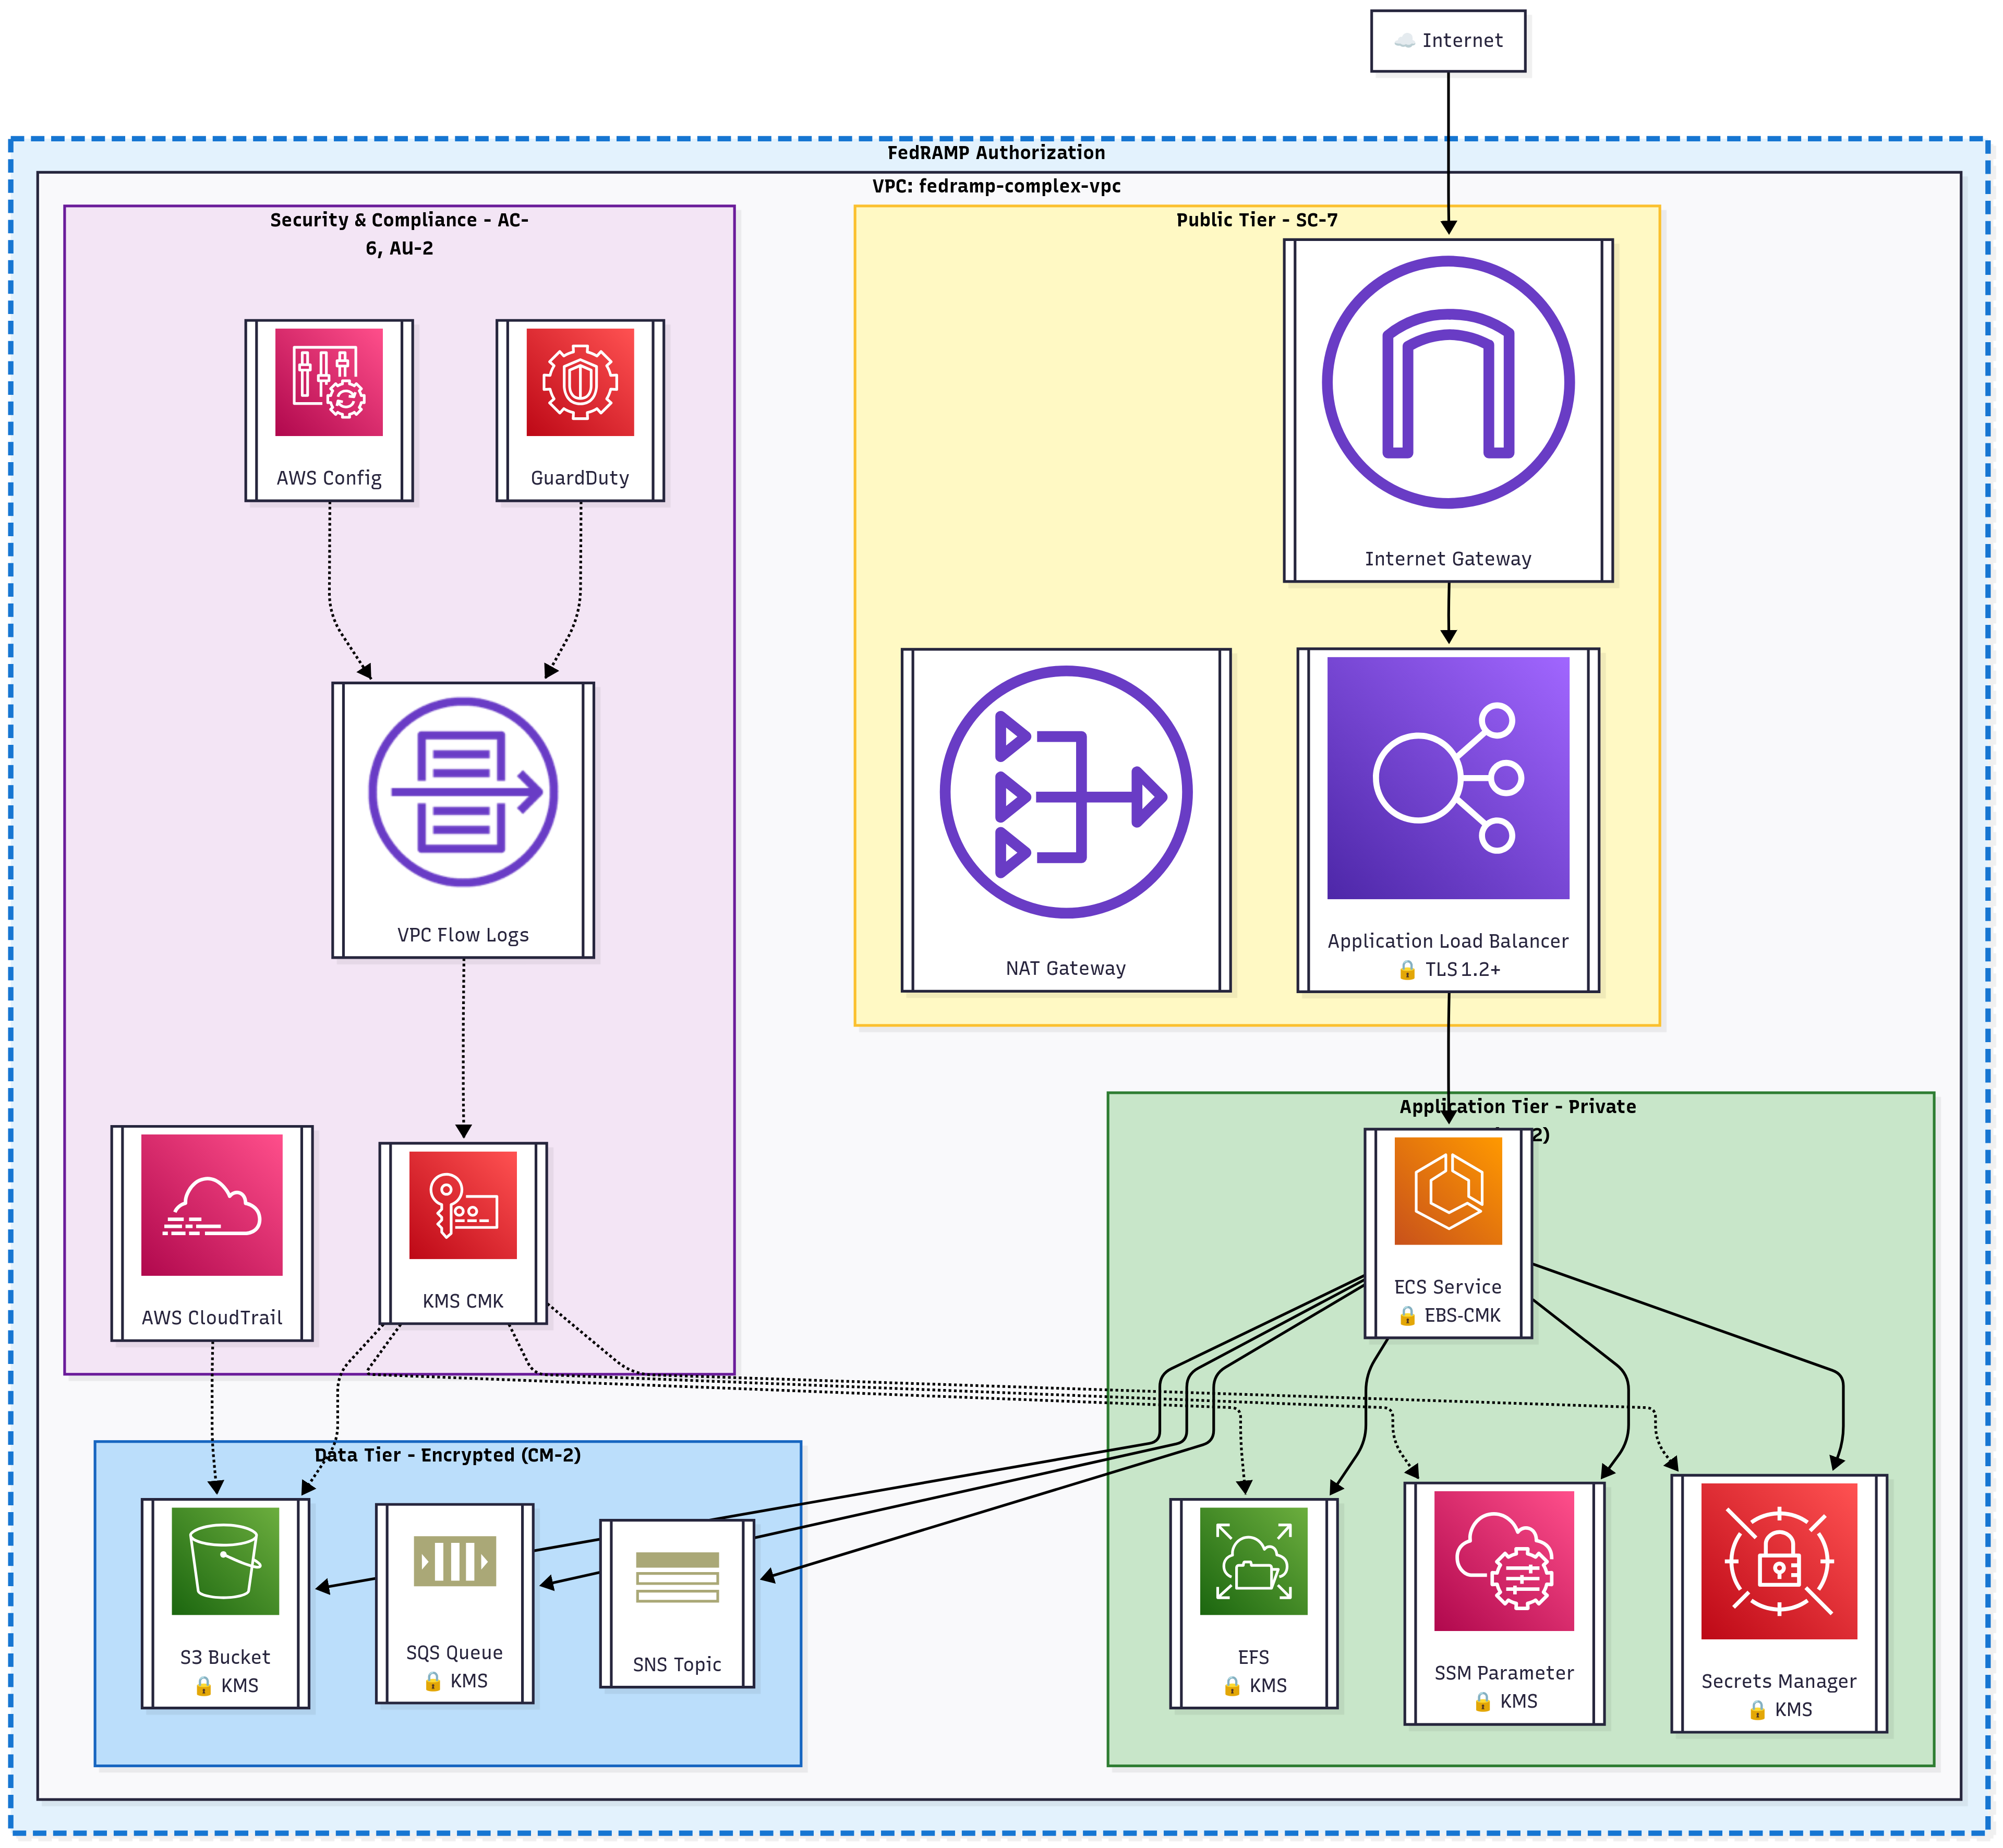 ☁️ Internet
FedRAMP Authorization
VPC: fedramp-complex-vpc
Security & Compliance - AC-
6, AU-2
Public Tier - SC-7
AWS Config
GuardDuty
Internet Gateway
VPC Flow Logs
NAT Gateway
Application Load Balancer
🔒 TLS 1.2+
Application Tier - Private
2)
AWS CloudTrail
KMS CMK
ECS Service
🔒 EBS-CMK
Data Tier - Encrypted (CM-2)
S3 Bucket
🔒 KMS
SQS Queue
🔒 KMS
SNS Topic
EFS
🔒 KMS
SSM Parameter
🔒 KMS
Secrets Manager
🔒 KMS